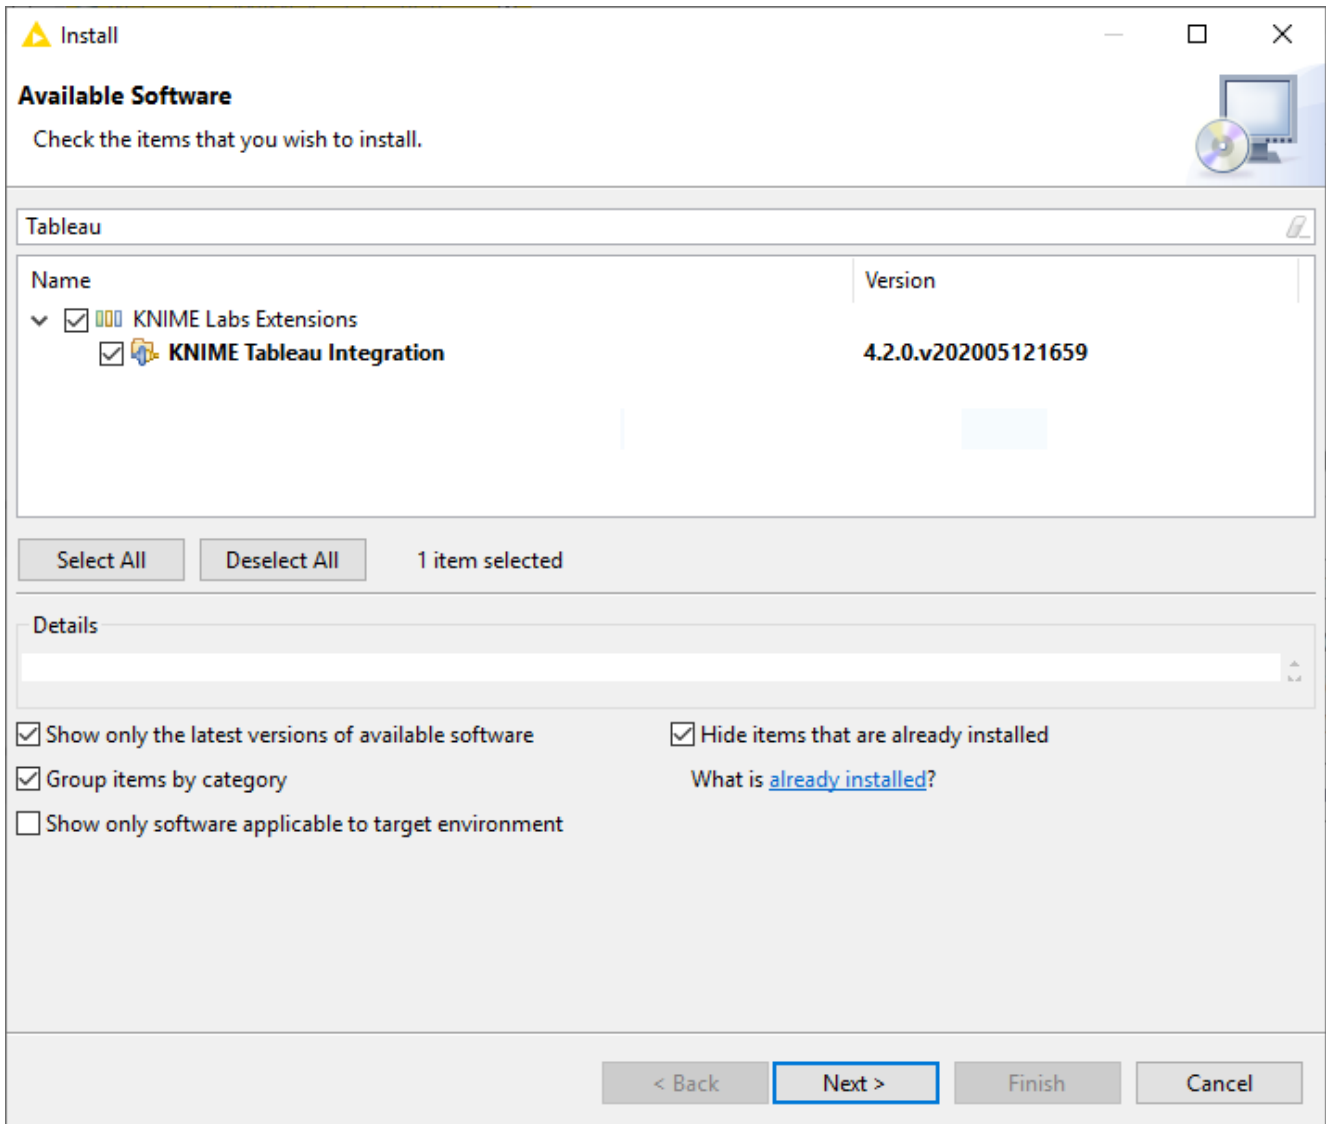 Install
Available Software
Check the items that you wish to install.
Tableau
Name Version
KNIME Labs Extensions
KNIME Tableau Integration 4.2.0.v202005121659
Select All Deselect All 1 item selected
Details
Show only the latest versions of available software Hide items that are already installed
Group items by category What is already installed?
Show only software applicable to target environment
< Back Next > Finish Cancel